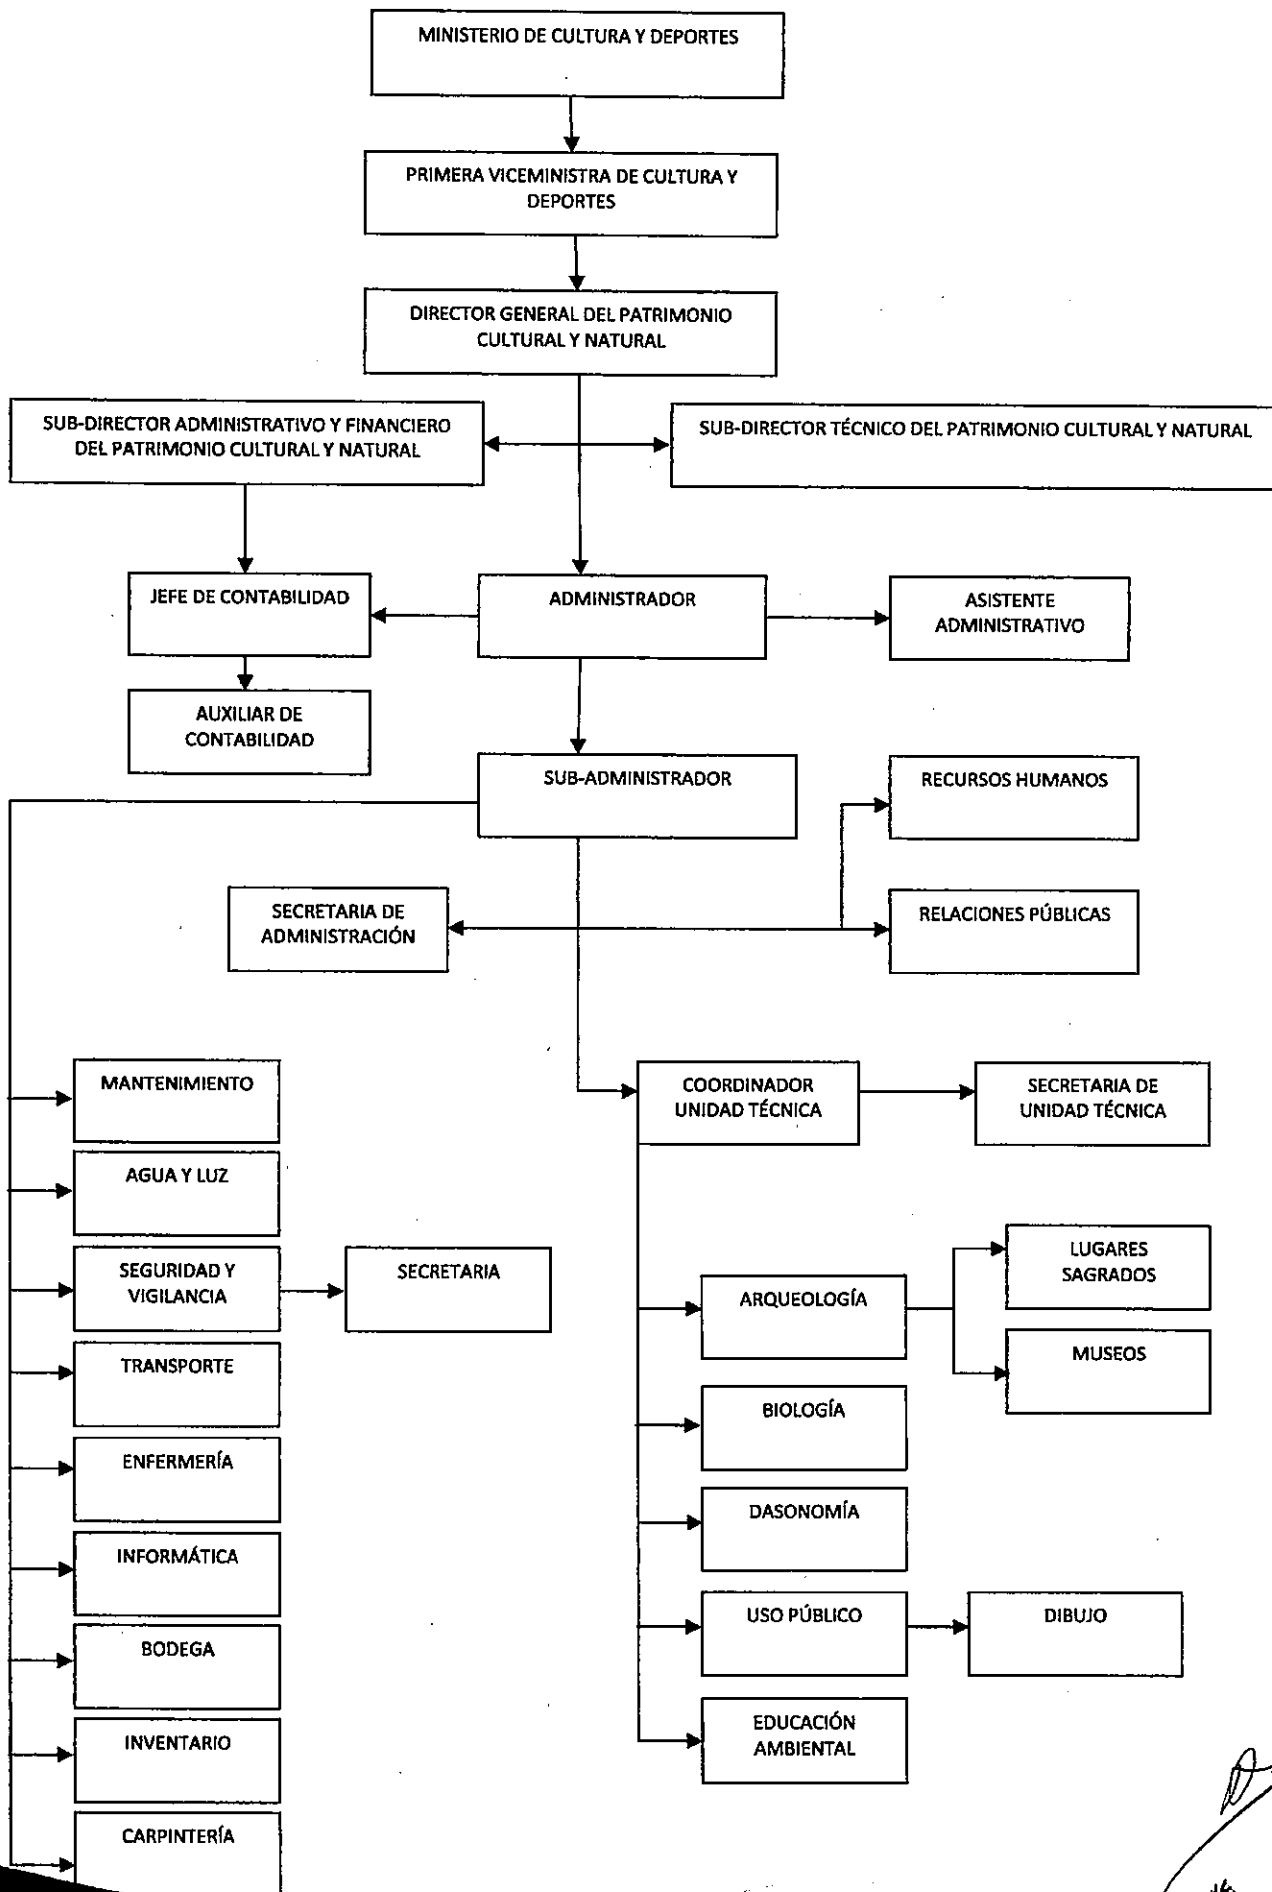 MINISTERIO DE CULTURA Y DEPORTES
PRIMERA VICEMINISTRA DE CULTURA Y
DEPORTES
DIRECTOR GENERAL DEL PATRIMONIO
CULTURAL Y NATURAL
SUB-DIRECTOR ADMINISTRATIVO Y FINANCIERO
DEL PATRIMONIO CULTURAL Y NATURAL
SUB-DIRECTOR TÉCNICO DEL PATRIMONIO CULTURAL Y NATURAL
JEFE DE CONTABILIDAD
ADMINISTRADOR
ASISTENTE
ADMINISTRATIVO
AUXILIAR DE
CONTABILIDAD
SUB-ADMINISTRADOR
RECURSOS HUMANOS
SECRETARIA DE
ADMINISTRACIÓN
RELACIONES PÚBLICAS
MANTENIMIENTO
AGUA Y LUZ
SEGURIDAD Y
VIGILANCIA
SECRETARIA
TRANSPORTE
ENFERMERÍA
INFORMÁTICA
BODEGA
INVENTARIO
CARPINTERÍA
COORDINADOR
UNIDAD TÉCNICA
SECRETARIA DE
UNIDAD TÉCNICA
ARQUEOLOGÍA
LUGARES
SAGRADOS
MUSEOS
BIOLOGÍA
DASONOMÍA
USO PÚBLICO
DIBUJO
EDUCACIÓN
AMBIENTAL